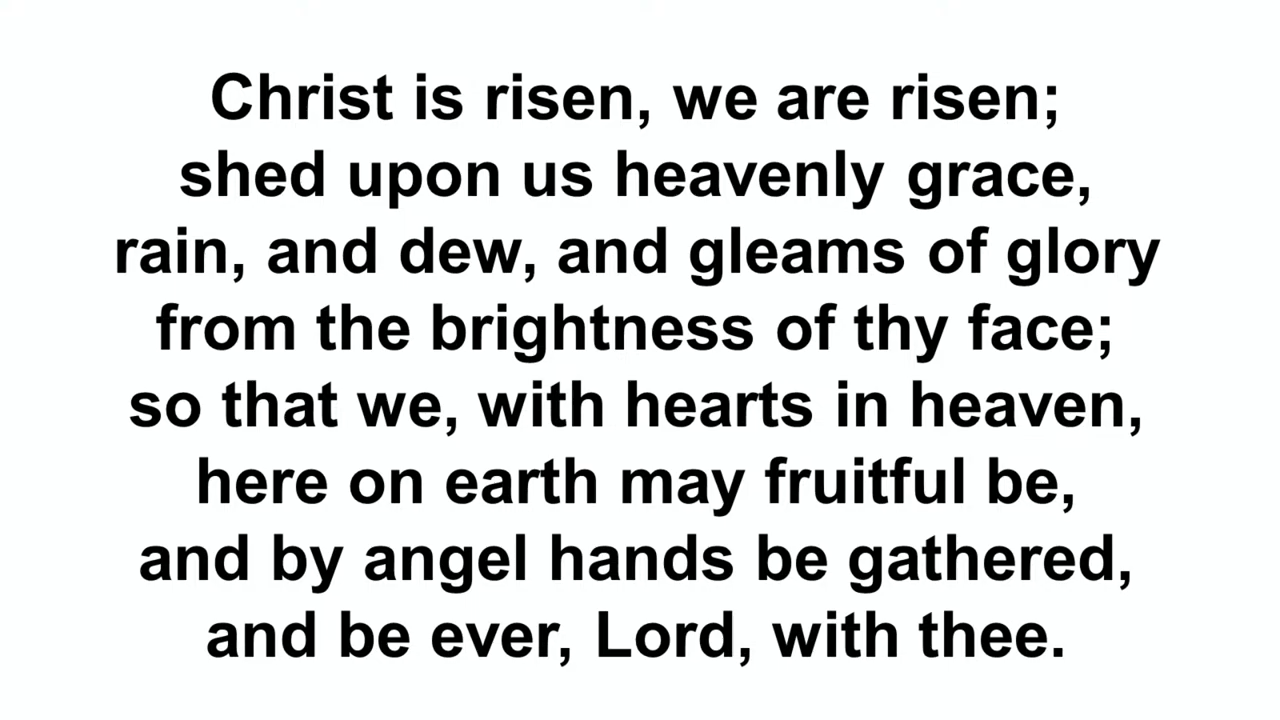 Christ is risen, we are risen;
shed upon us heavenly grace,
rain, and dew, and gleams of glory
from the brightness of thy face;
so that we, with hearts in heaven,
here on earth may fruitful be,
and by angel hands be gathered,
and be ever, Lord, with thee.